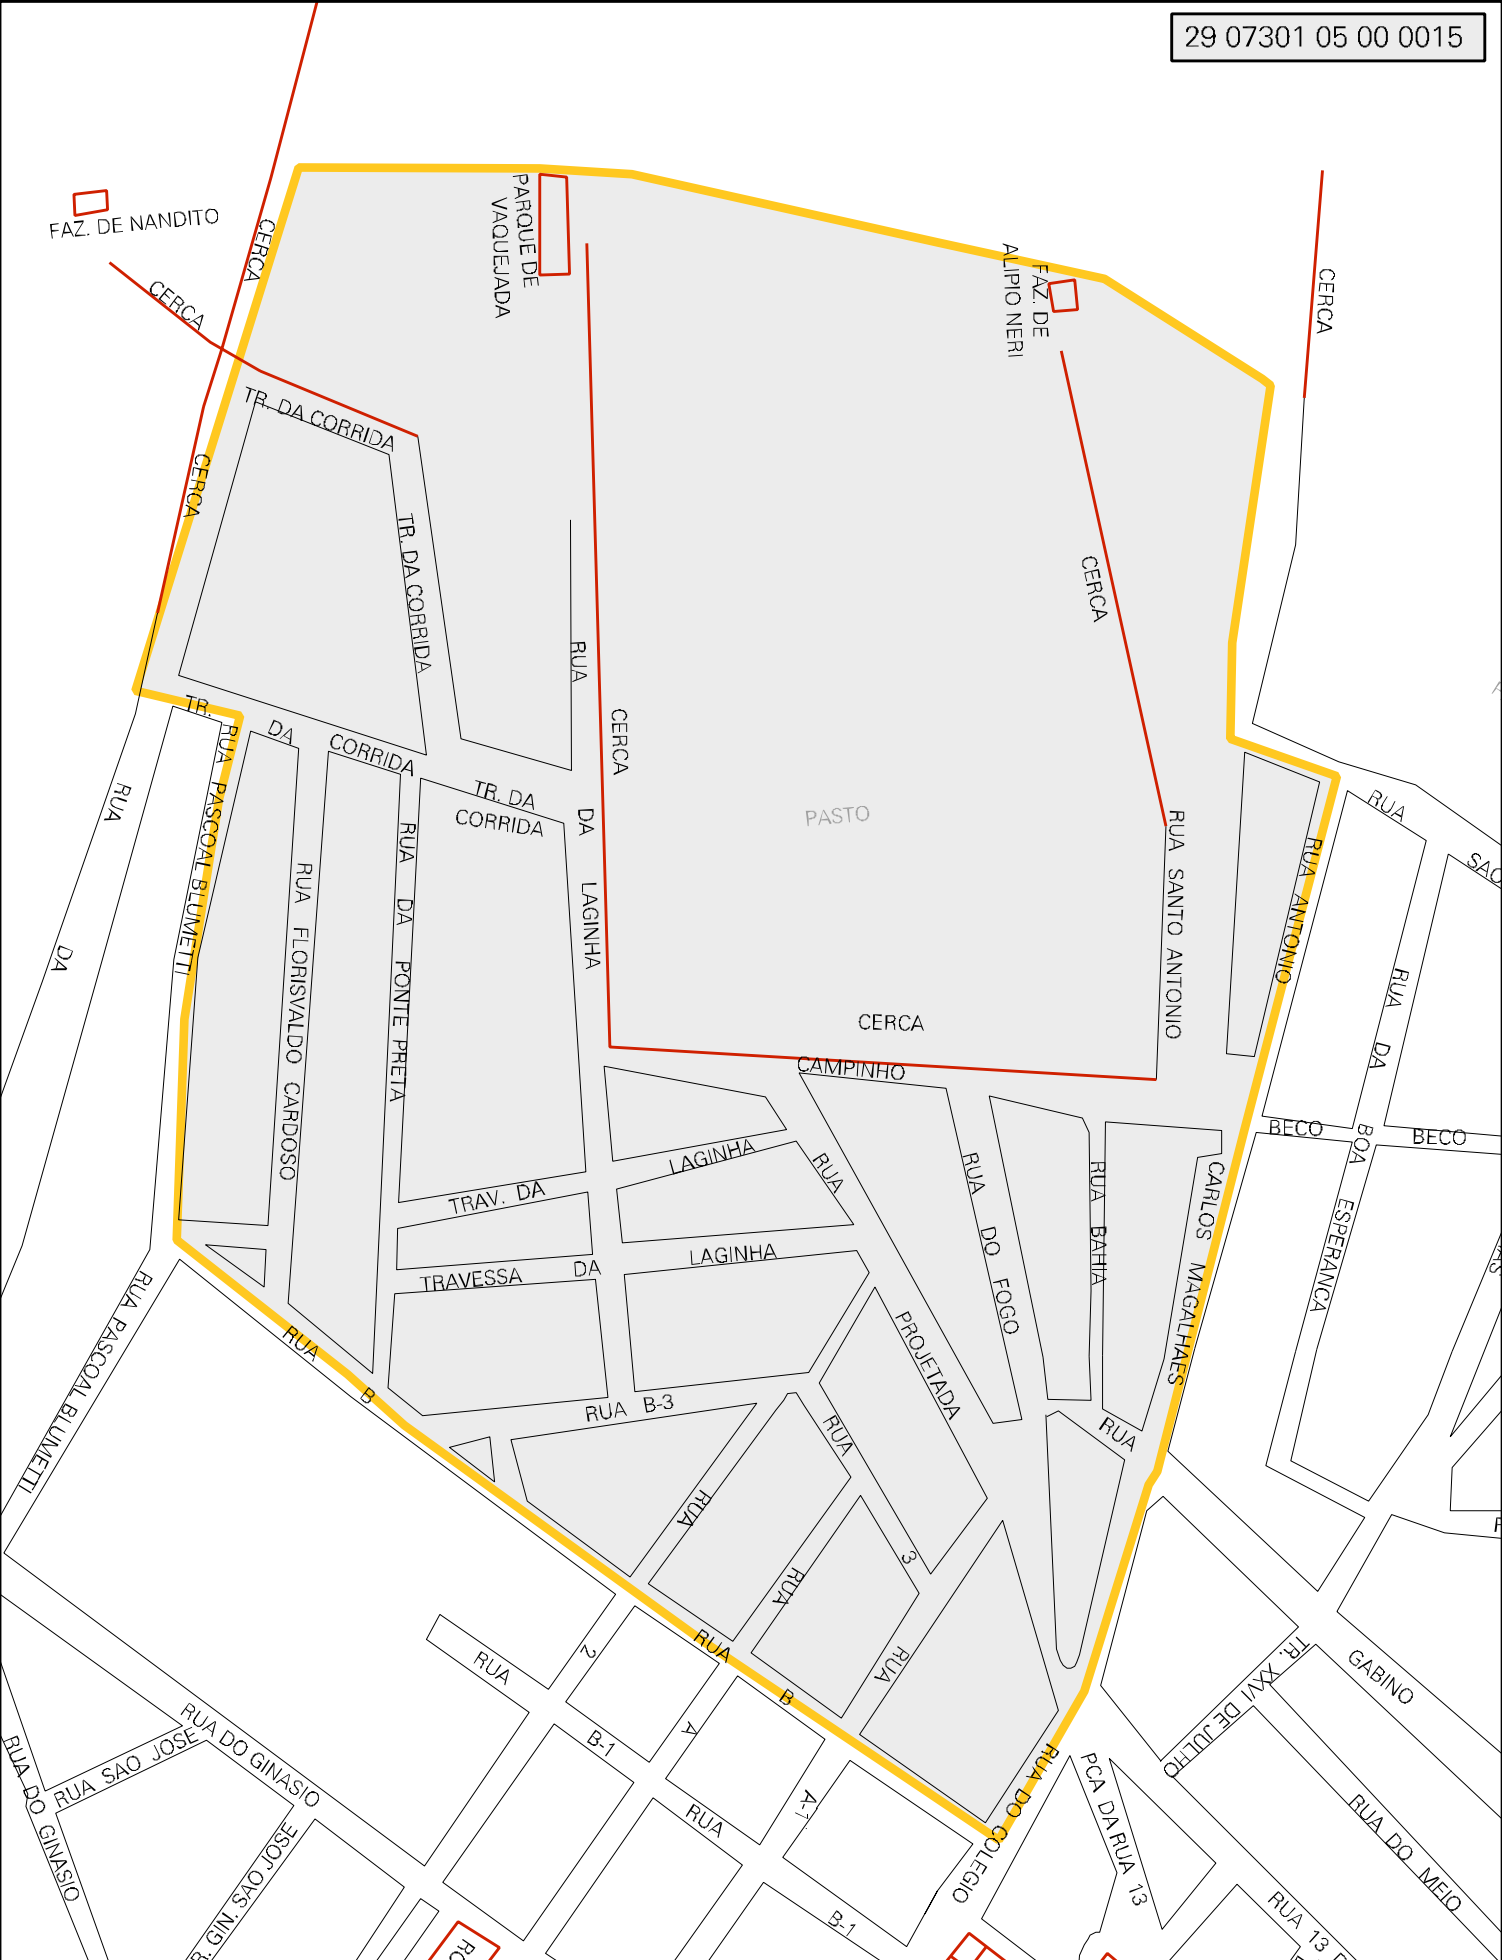 29 07301 05 00 0015
FAZ. DE NANDITO
CERCA
CERCA
PARQUE DE
VAQUEJADA
FAZ. DE
ALIPIO NERI
CERCA
TR. DA CORRIDA
CERCA
TR. DA CORRIDA
CERCA
RUA
CERCA
TR.
DA
CORRIDA
TR. DA
CORRIDA
DA
LAGINHA
PASTO
RUA PASCOAL BLUMETTI
RUA FLORISVALDO CARDOSO
RUA DA PONTE PRETA
RUA
DA
RUA SANTO ANTONIO
RUA ANTONIO
CARLOS MAGALHAES
RUA
SAO
RUA DA BOA ESPERANCA
CERCA
CAMPINHO
BECO
BECO
LAGINHA
TRAV. DA
LAGINHA
TRAVESSA DA
RUA
PROJETADA
RUA DO FOGO
RUA BAHIA
RUA
RUA PASCOAL BLUMETTI
RUA
B
RUA B-3
RUA
3
RUA
RUA
RUA
RUA
B
2
A
A-1
RUA
B-1
RUA
B-1
RUA DO GINASIO
RUA SAO JOSE
RUA DO GINASIO
R. GIN. SAO JOSE
RUA DO COLEGIO
PCA DA RUA 13
TR. XXVI DE JULHO
GABINO
RUA DO MEIO
RUA 13 D